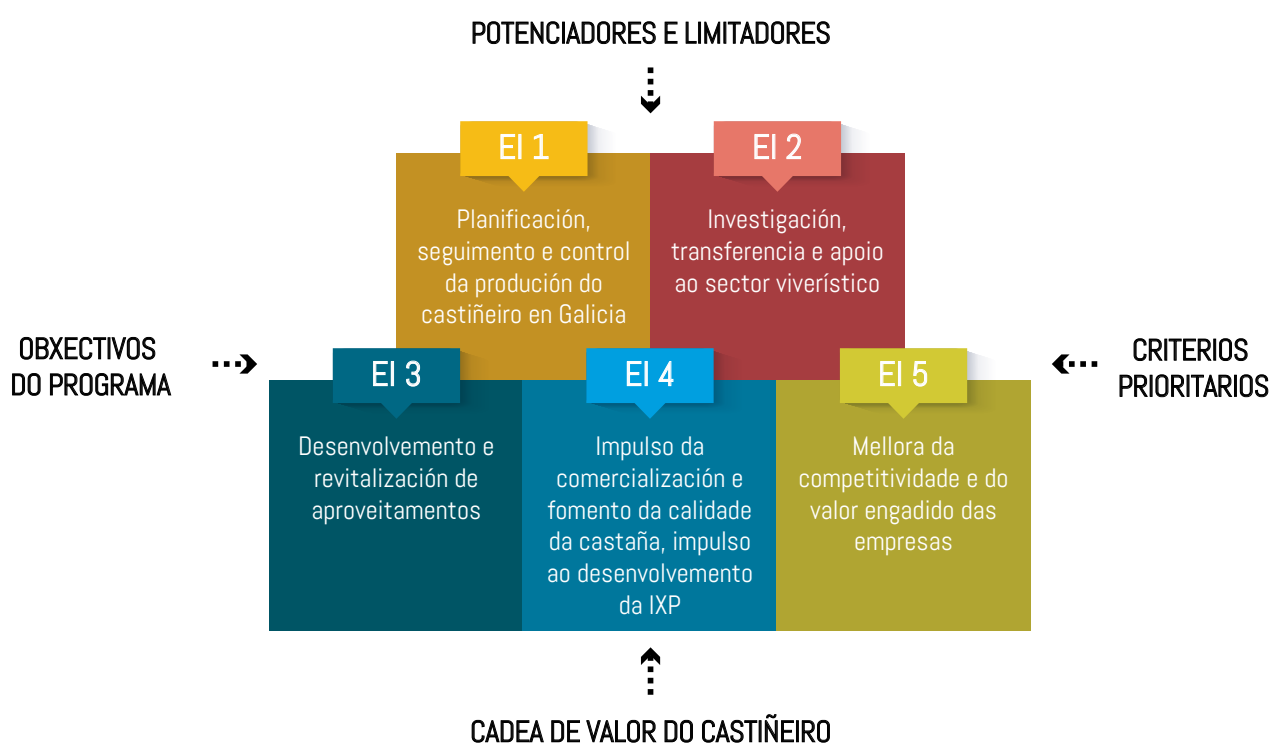 POTENCIADORES E LIMITADORES
EI 1
Planificación,
seguimento e control
da produción do
castiñeiro en Galicia
EI 2
Investigación,
transferencia e apoio
ao sector viverístico
OBXECTIVOS
DO PROGRAMA
CRITERIOS
PRIORITARIOS
EI 3
Desenvolvemento e
revitalización de
aproveitamentos
EI 4
Impulso da
comercialización e
fomento da calidade
da castaña, impulso
ao desenvolvemento
da IXP
EI 5
Mellora da
competitividade e do
valor engadido das
empresas
CADEA DE VALOR DO CASTIÑEIRO